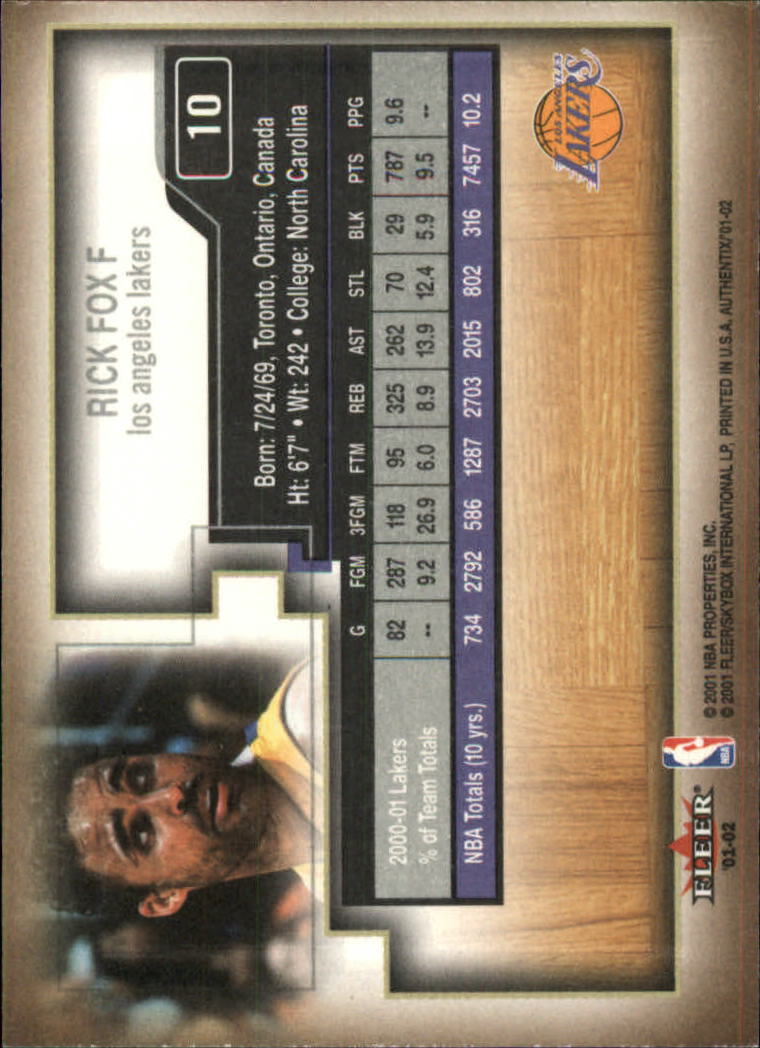 RICK FOX F
los angeles lakers
10
Born: 7/24/69, Toronto, Ontario, Canada
Ht: 6'7" • Wt: 242 • College: North Carolina
G FGM 3FGM FTM REB AST STL BLK PTS PPG
2000-01 Lakers 82 287 118 95 325 262 70 29 787 9.6
% of Team Totals -- 9.2 26.9 6.0 8.9 13.9 12.4 5.9 9.5 --
NBA Totals (10 yrs.) 734 2792 586 1287 2703 2015 802 316 7457 10.2
LOS ANGELES
LAKERS
FLEER®
'01-02
NBA
© 2001 NBA PROPERTIES, INC.
© 2001 FLEER/SKYBOX INTERNATIONAL LP, PRINTED IN U.S.A. AUTHENTIX/'01-02